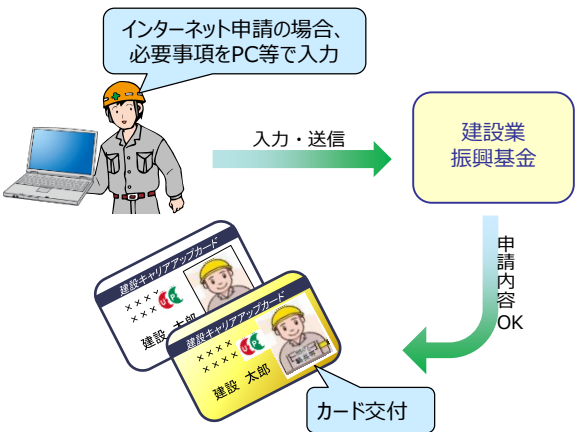 インターネット申請の場合、
必要事項をPC等で入力
入力・送信
建設業
振興基金
申請内容OK
建設キャリアアップカード
××××
×××
建設 太郎
建設キャリアアップカード
××××
××××
建設 太郎
カード交付